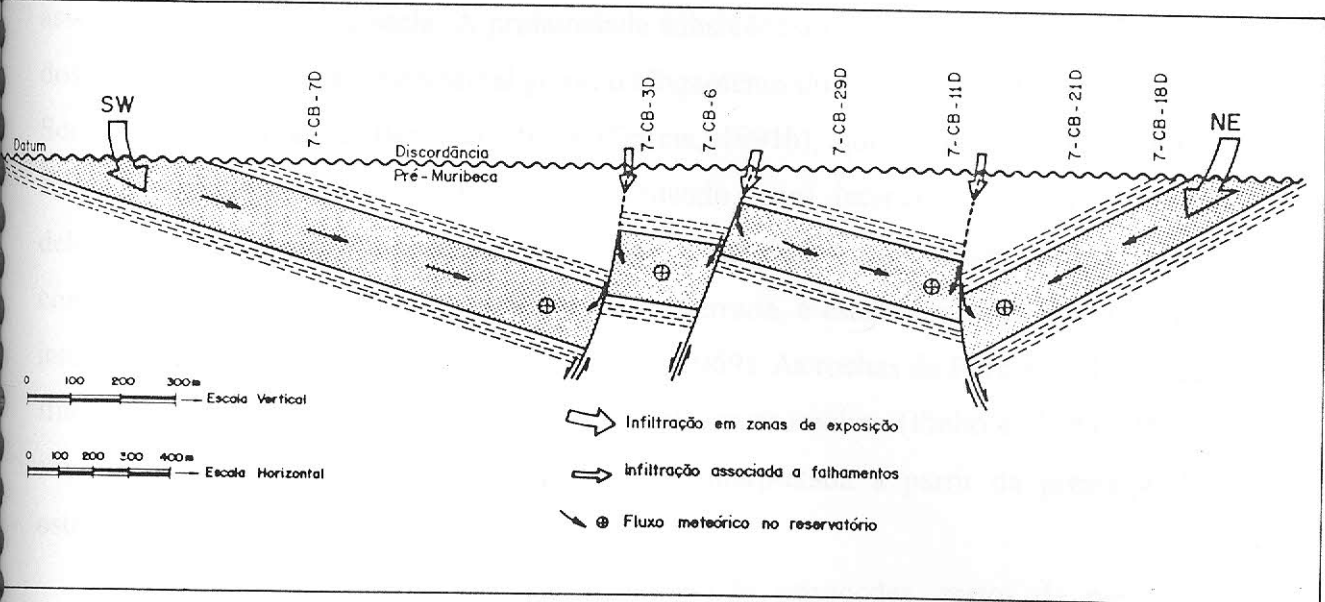 SW
7-CB-7D
7-CB-3D
7-CB-6
7-CB-29D
7-CB-11D
7-CB-21D
7-CB-18D
NE
Datum
Discordância
Pré-Muribeca
0 100 200 300m
Escala Vertical
0 100 200 300 400m
Escala Horizontal
Infiltração em zonas de exposição
Infiltração associada a falhamentos
Fluxo meteórico no reservatório